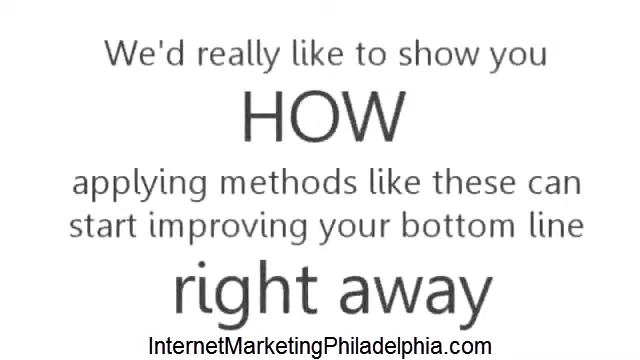 We'd really like to show you
HOW
applying methods like these can
start improving your bottom line
right away
InternetMarketingPhiladelphia.com